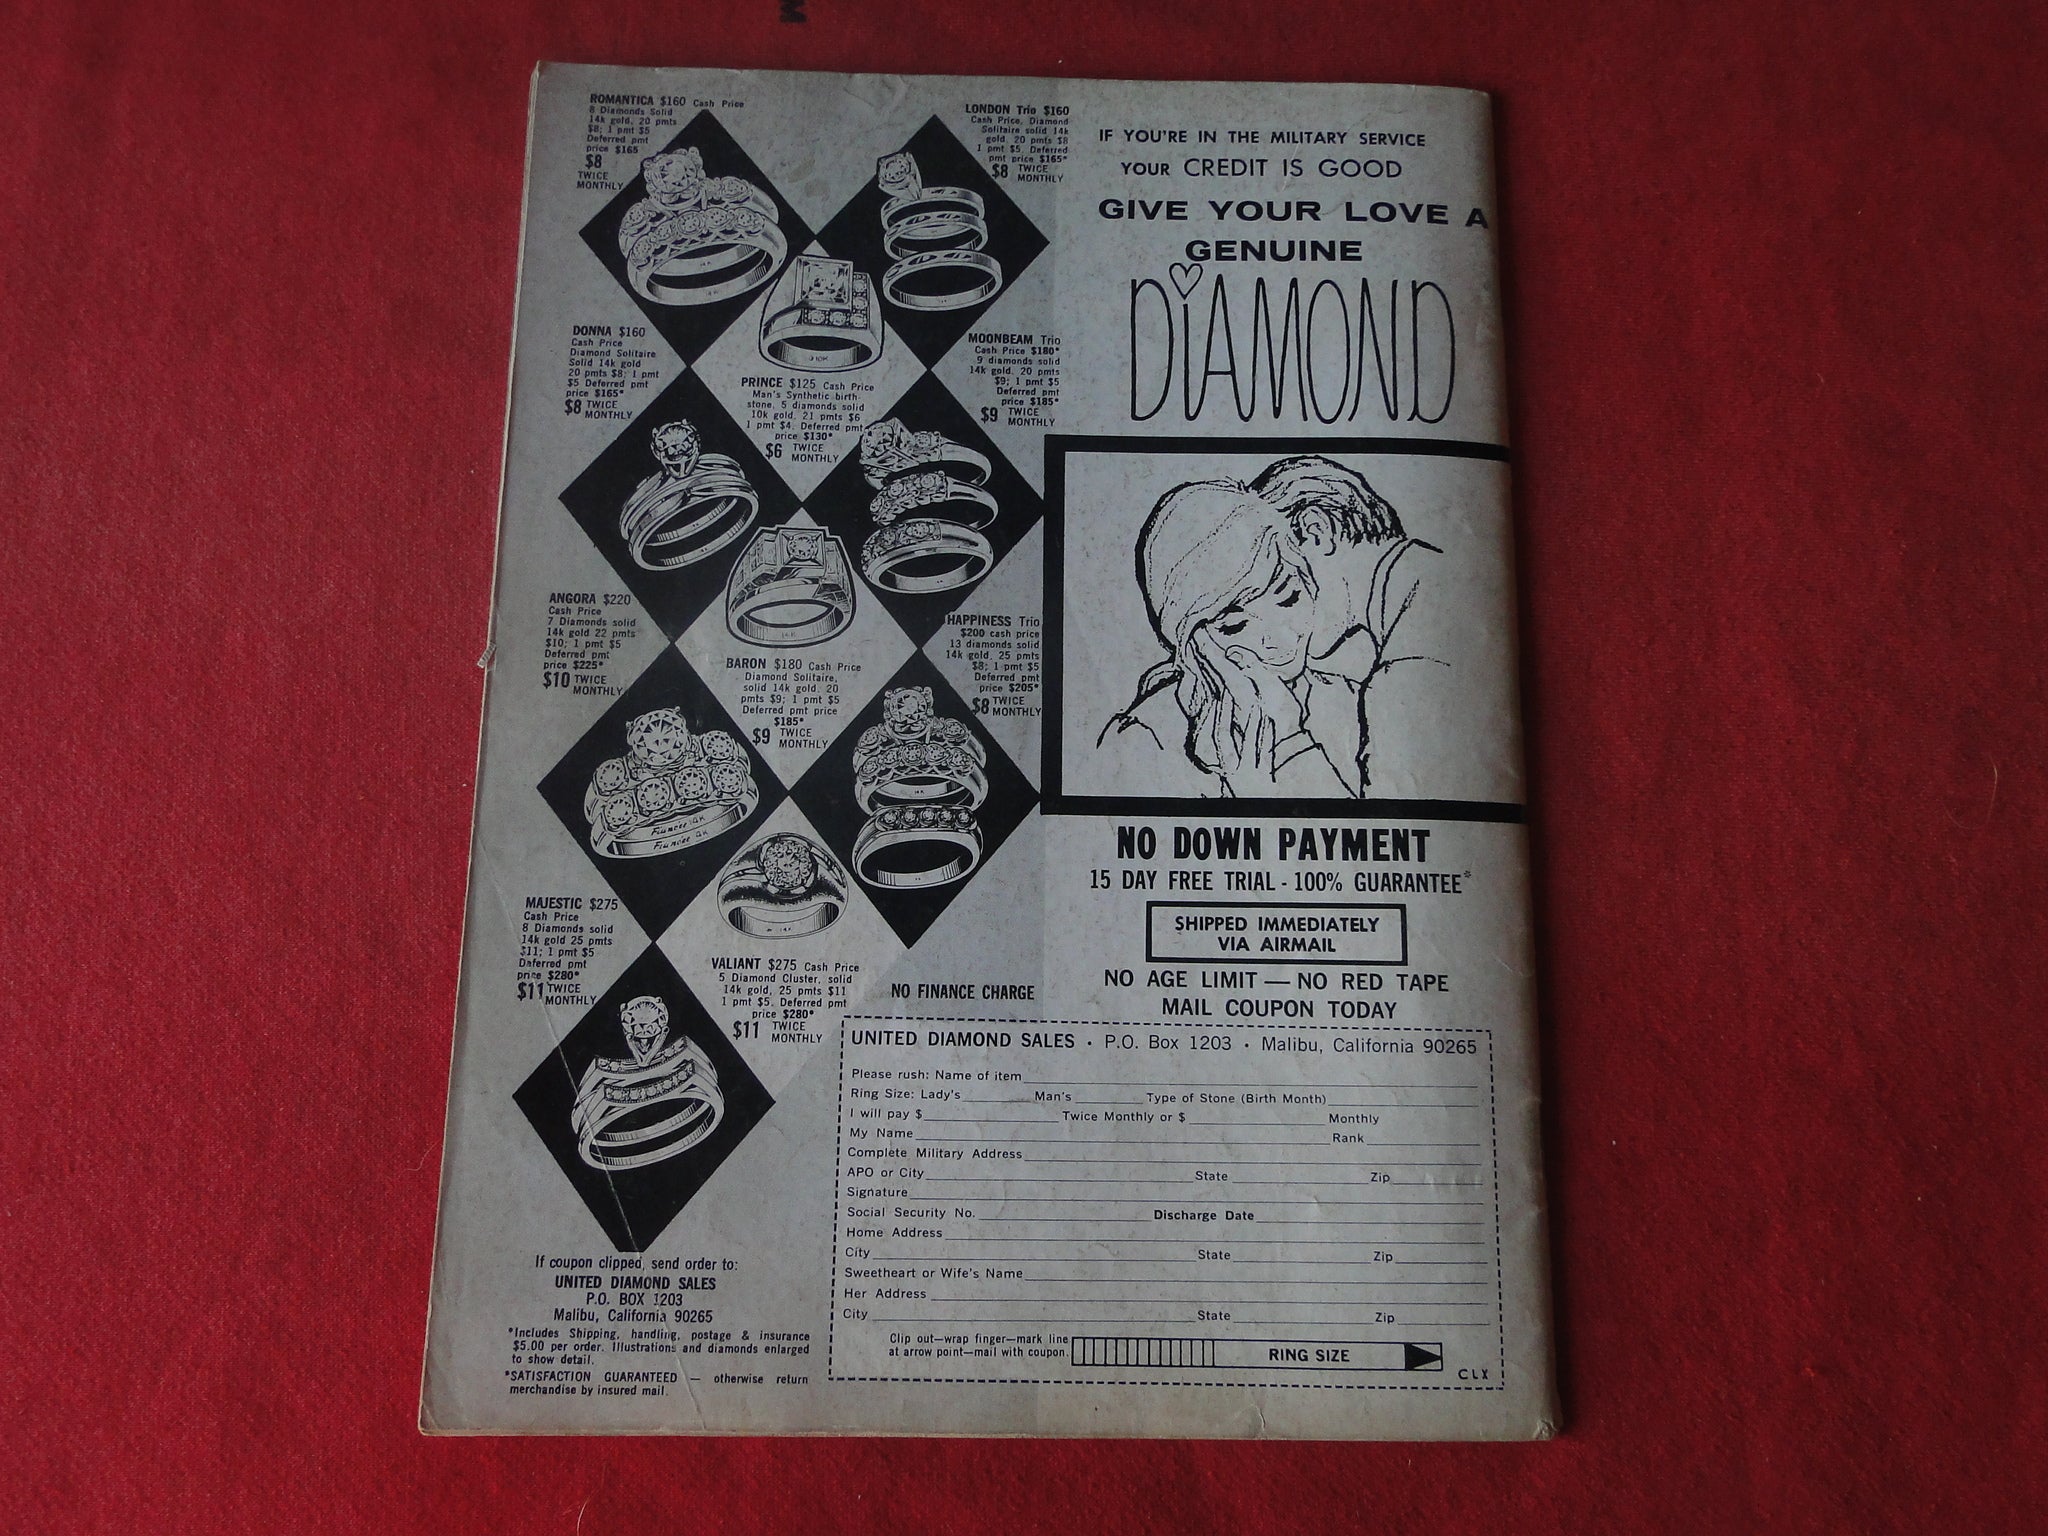 ROMANTICA $160 Cash Price
8 Diamonds Solid
14k gold, 20 pmts
$8; 1 pmt $5
Deferred pmt
price $165
$8
TWICE
MONTHLY
LONDON Trio $160
Cash Price, Diamond
Solitaire solid 14k
gold. 20 pmts $8
1 pmt $5. Deferred
pmt price $165*
$8 TWICE
MONTHLY
DONNA $160
Cash Price
Diamond Solitaire
Solid 14k gold
20 pmts $8; 1 pmt
$5 Deferred pmt
price $165*
$8 TWICE
MONTHLY
PRINCE $125 Cash Price
Man's Synthetic birth-
stone, 5 diamonds solid
10k gold, 21 pmts $6
1 pmt $4. Deferred pmt
price $130*
$6 TWICE
MONTHLY
MOONBEAM Trio
Cash Price $180*
9 diamonds solid
14k gold. 20 pmts
$9; 1 pmt $5
Deferred pmt
price $185*
$9 TWICE
MONTHLY
ANGORA $220
Cash Price
7 Diamonds solid
14k gold 22 pmts
$10; 1 pmt $5
Deferred pmt
price $225*
$10 TWICE
MONTHLY
BARON $180 Cash Price
Diamond Solitaire,
solid 14k gold. 20
pmts $9; 1 pmt $5
Deferred pmt price
$185*
$9 TWICE
MONTHLY
HAPPINESS Trio
$200 cash price
13 diamonds solid
14k gold, 25 pmts
$8; 1 pmt $5
Deferred pmt
price $205*
$8 TWICE
MONTHLY
MAJESTIC $275
Cash Price
8 Diamonds solid
14k gold 25 pmts
$11; 1 pmt $5
Deferred pmt
price $280*
$11 TWICE
MONTHLY
VALIANT $275 Cash Price
5 Diamond Cluster, solid
14k gold, 25 pmts $11
1 pmt $5. Deferred pmt
price $280*
$11 TWICE
MONTHLY
NO FINANCE CHARGE
10K
14K
14K
Fiancee 14K
Fiancee 14K
IF YOU'RE IN THE MILITARY SERVICE
YOUR CREDIT IS GOOD
GIVE YOUR LOVE A
GENUINE
DiAMOND
NO DOWN PAYMENT
15 DAY FREE TRIAL - 100% GUARANTEE*
SHIPPED IMMEDIATELY
VIA AIRMAIL
NO AGE LIMIT — NO RED TAPE
MAIL COUPON TODAY
UNITED DIAMOND SALES • P.O. Box 1203 • Malibu, California 90265
Please rush: Name of item
Ring Size: Lady's Man's Type of Stone (Birth Month)
I will pay $ Twice Monthly or $ Monthly
My Name Rank
Complete Military Address
APO or City State Zip
Signature
Social Security No. Discharge Date
Home Address
City State Zip
Sweetheart or Wife's Name
Her Address
City State Zip
Clip out—wrap finger—mark line
at arrow point—mail with coupon.
RING SIZE
CLX
If coupon clipped, send order to:
UNITED DIAMOND SALES
P.O. BOX 1203
Malibu, California 90265
*Includes Shipping, handling, postage & insurance
$5.00 per order. Illustrations and diamonds enlarged
to show detail.
*SATISFACTION GUARANTEED — otherwise return
merchandise by insured mail.